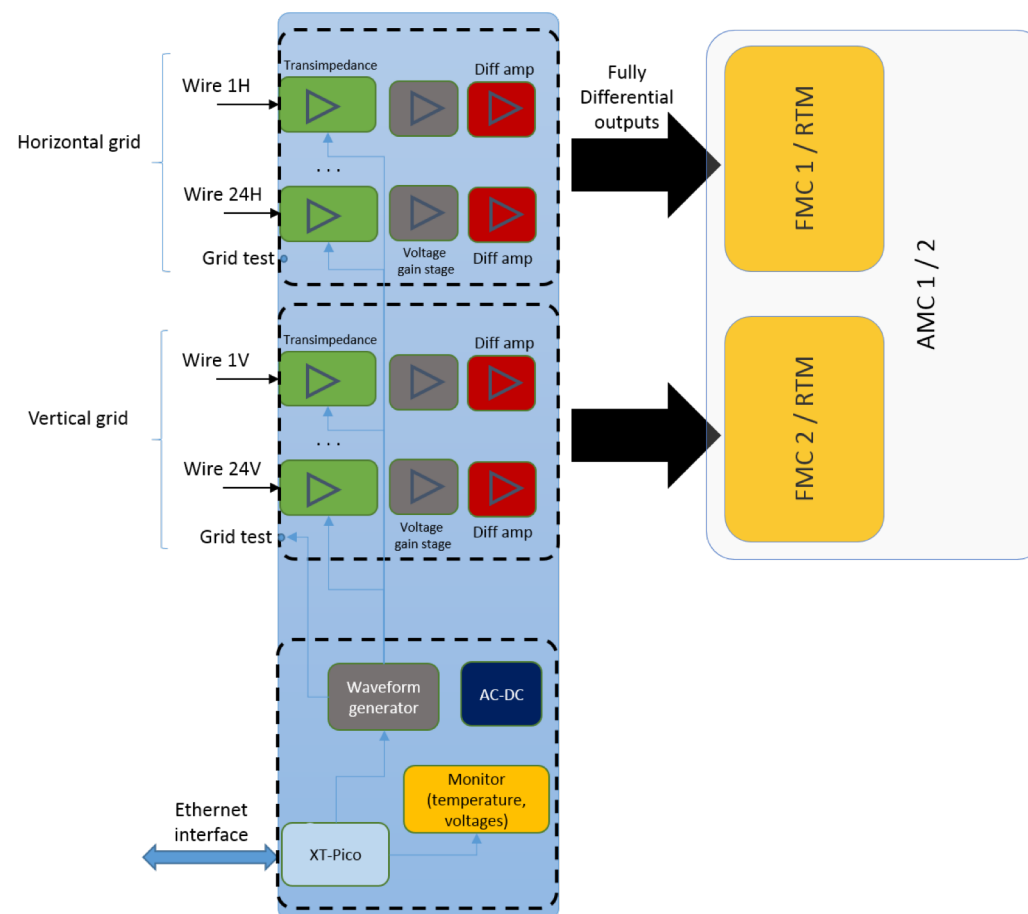 Transimpedance
Diff amp
Wire 1H
Fully
Differential
outputs
Horizontal grid
. . .
Wire 24H
Grid test
Voltage
gain stage
Diff amp
FMC 1 / RTM
AMC 1 / 2
Transimpedance
Diff amp
Wire 1V
Vertical grid
. . .
Wire 24V
Grid test
Voltage
gain stage
Diff amp
FMC 2 / RTM
Waveform
generator
AC-DC
Monitor
(temperature,
voltages)
Ethernet
interface
XT-Pico